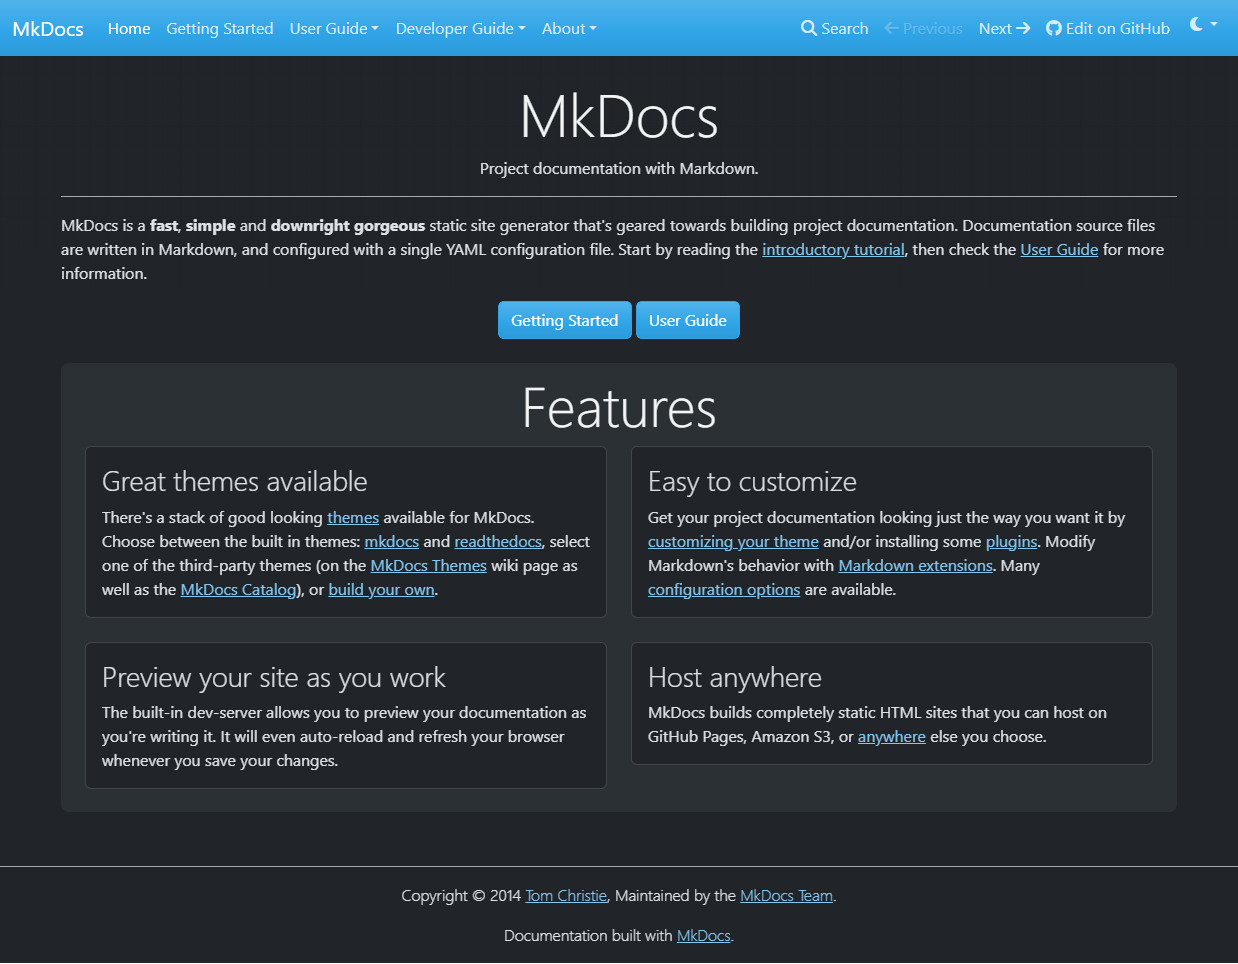 MkDocs Home Getting Started User Guide Developer Guide About Search Previous Next Edit on GitHub
MkDocs
Project documentation with Markdown.
MkDocs is a fast, simple and downright gorgeous static site generator that's geared towards building project documentation. Documentation source files
are written in Markdown, and configured with a single YAML configuration file. Start by reading the introductory tutorial, then check the User Guide for more
information.
Getting Started User Guide
Features
Great themes available
There's a stack of good looking themes available for MkDocs.
Choose between the built in themes: mkdocs and readthedocs, select
one of the third-party themes (on the MkDocs Themes wiki page as
well as the MkDocs Catalog), or build your own.
Easy to customize
Get your project documentation looking just the way you want it by
customizing your theme and/or installing some plugins. Modify
Markdown's behavior with Markdown extensions. Many
configuration options are available.
Preview your site as you work
The built-in dev-server allows you to preview your documentation as
you're writing it. It will even auto-reload and refresh your browser
whenever you save your changes.
Host anywhere
MkDocs builds completely static HTML sites that you can host on
GitHub Pages, Amazon S3, or anywhere else you choose.
Copyright © 2014 Tom Christie, Maintained by the MkDocs Team.
Documentation built with MkDocs.